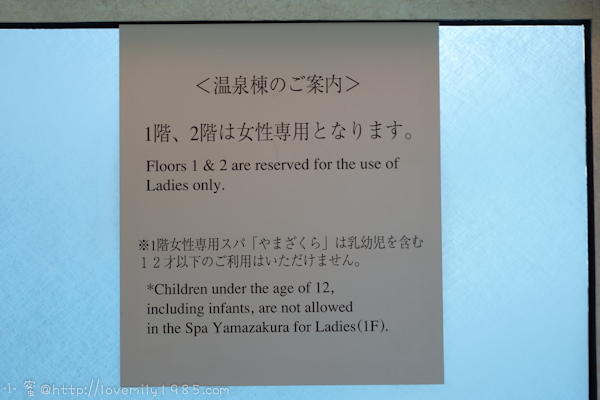 ＜温泉棟のご案内＞
1階、2階は女性専用となります。
Floors 1 & 2 are reserved for the use of
Ladies only.
※1階女性専用スパ「やまざくら」は乳幼児を含む
１２才以下のご利用はいただけません。
*Children under the age of 12,
including infants, are not allowed
in the Spa Yamazakura for Ladies(1F).
小蜜@http://lovemily1985.com